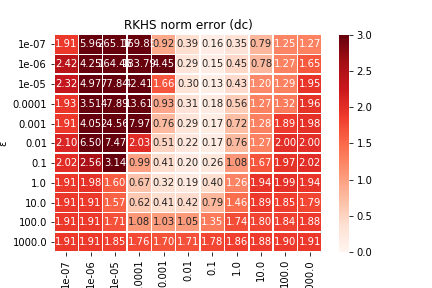 RKHS norm error (dc)
1e-07 1.91 5.96 0.92 0.39 0.16 0.35 0.79 1.25 1.27
1e-06 2.42 4.25 4.45 0.29 0.15 0.45 0.78 1.27 1.65
1e-05 2.32 4.97 77.84 42.41 1.66 0.30 0.13 0.43 1.20 1.29 1.95
0.0001 1.93 3.51 47.89 13.61 0.93 0.31 0.18 0.56 1.27 1.32 1.96
0.001 1.91 4.05 24.56 7.97 0.76 0.29 0.17 0.72 1.28 1.89 1.98
0.01 2.10 6.50 7.47 2.03 0.51 0.22 0.17 0.76 1.27 2.00 2.00
0.1 2.02 2.56 3.14 0.99 0.41 0.20 0.26 1.08 1.67 1.97 2.02
1.0 1.91 1.98 1.60 0.67 0.32 0.19 0.40 1.26 1.94 1.99 1.94
10.0 1.91 1.91 1.57 0.62 0.41 0.42 0.79 1.46 1.89 1.85 1.79
100.0 1.91 1.91 1.71 1.08 1.03 1.05 1.35 1.74 1.80 1.84 1.88
1000.0 1.91 1.91 1.85 1.76 1.70 1.71 1.78 1.86 1.88 1.90 1.91
ε
1e-07 1e-06 1e-05 0001 0.001 0.01 0.1 1.0 10.0 100.0 000.0
3.0
2.5
2.0
1.5
1.0
0.5
0.0